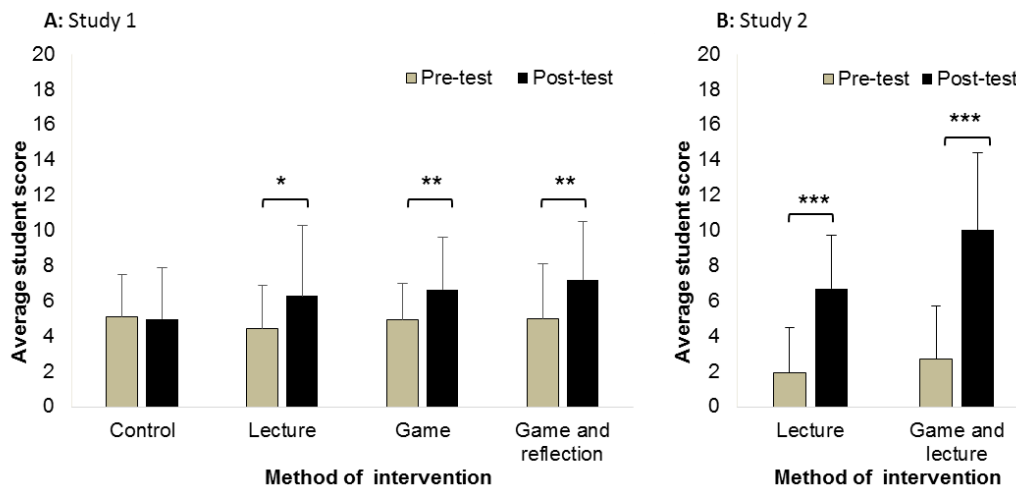 A: Study 1
Pre-test Post-test
Average student score
20
18
16
14
12
10
8
6
4
2
0
*
**
**
Control
Lecture
Game
Game and
reflection
Method of intervention
B: Study 2
Pre-test Post-test
Average student score
20
18
16
14
12
10
8
6
4
2
0
***
***
Lecture
Game and
lecture
Method of intervention